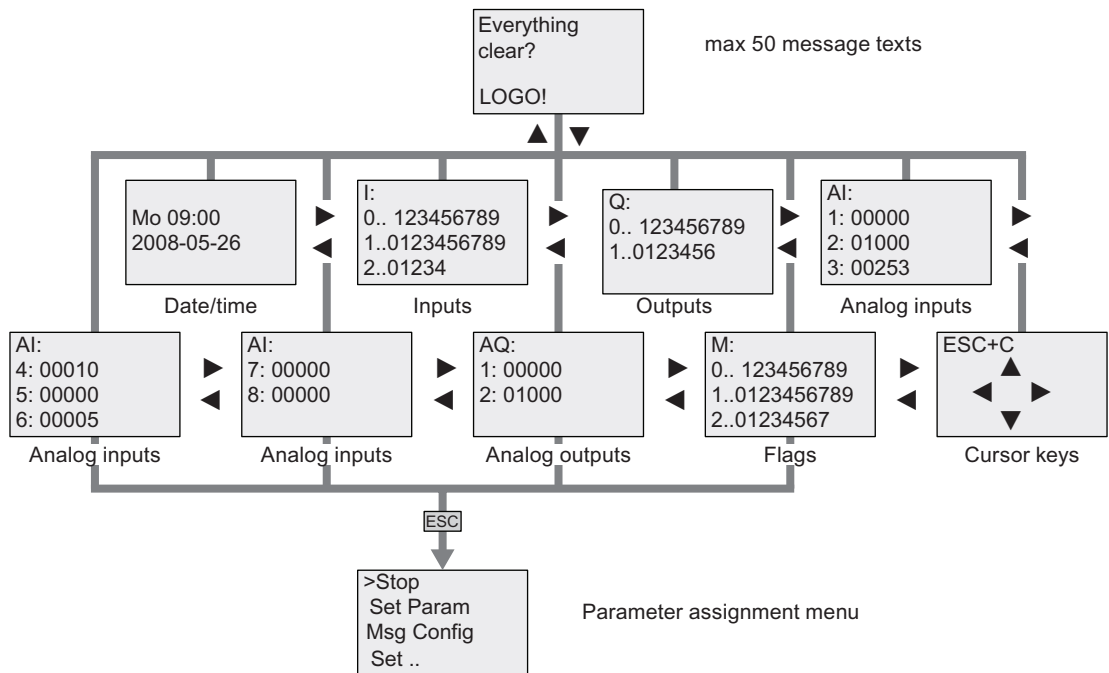 Everything
clear?
LOGO!
max 50 message texts
Mo 09:00
2008-05-26
Date/time
I:
0.. 123456789
1..0123456789
2..01234
Inputs
Q:
0.. 123456789
1..0123456
Outputs
AI:
1: 00000
2: 01000
3: 00253
Analog inputs
AI:
4: 00010
5: 00000
6: 00005
Analog inputs
AI:
7: 00000
8: 00000
Analog inputs
AQ:
1: 00000
2: 01000
Analog outputs
M:
0.. 123456789
1..0123456789
2..01234567
Flags
ESC+C
Cursor keys
ESC
>Stop
Set Param
Msg Config
Set ..
Parameter assignment menu